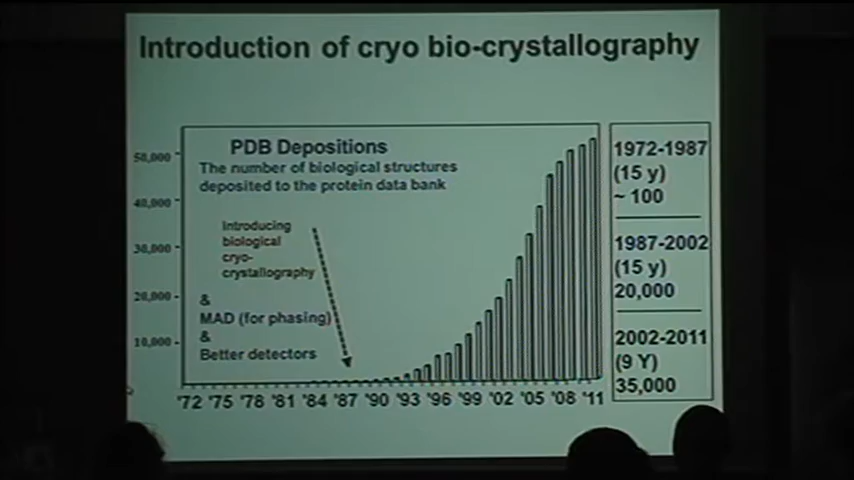 Introduction of cryo bio-crystallography
PDB Depositions
The number of biological structures
deposited to the protein data bank
50,000
40,000
30,000
20,000
10,000
Introducing
biological
cryo-
crystallography
&
MAD (for phasing)
&
Better detectors
'72 '75 '78 '81 '84 '87 '90 '93 '96 '99 '02 '05 '08 '11
1972-1987
(15 y)
~ 100
1987-2002
(15 y)
20,000
2002-2011
(9 Y)
35,000